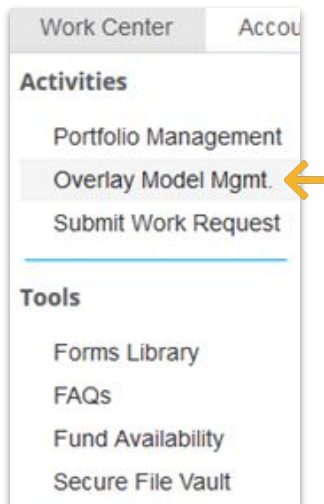 Work Center Accou
Activities
Portfolio Management
Overlay Model Mgmt.
Submit Work Request
Tools
Forms Library
FAQs
Fund Availability
Secure File Vault